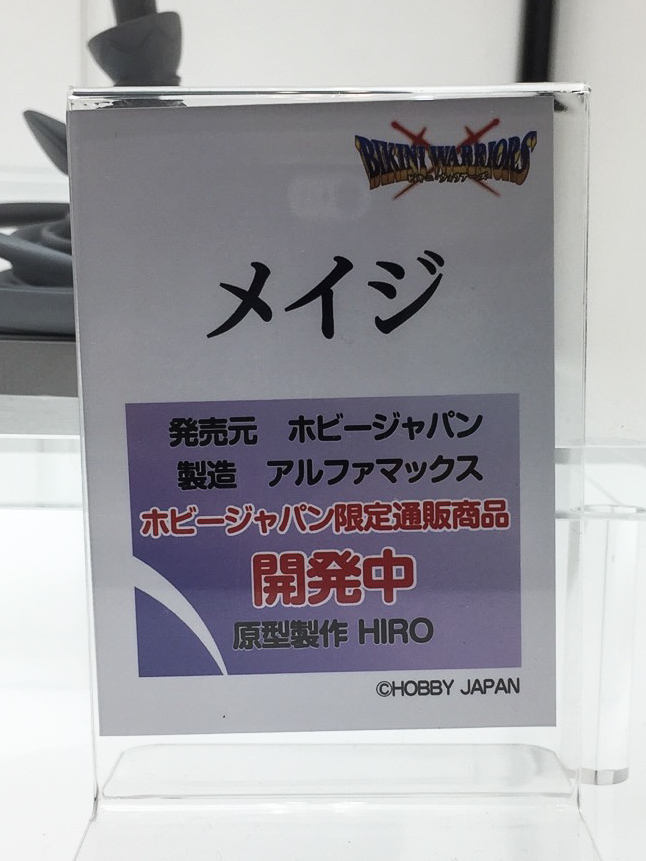 BIKINI WARRIORS
ビキニ・ウォリアーズ
メイジ
発売元　ホビージャパン
製造　アルファマックス
ホビージャパン限定通販商品
開発中
原型製作 HIRO
©HOBBY JAPAN